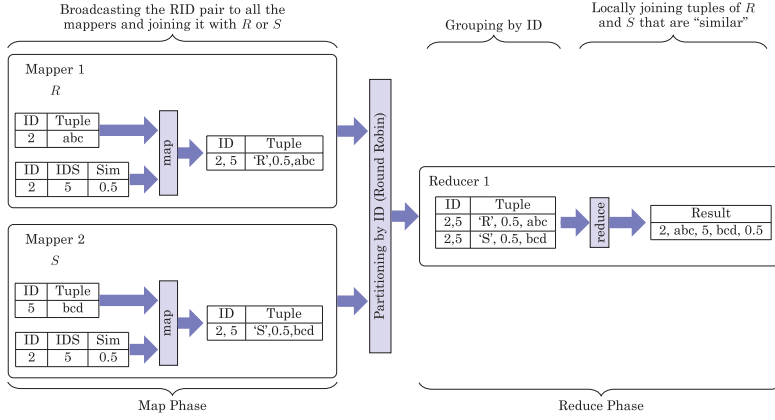 Broadcasting the RID pair to all the
mappers and joining it with R or S
Grouping by ID
Locally joining tuples of R
and S that are “similar”
Mapper 1
R
ID Tuple
2 abc
ID IDS Sim
2 5 0.5
map
ID Tuple
2, 5 ‘R’,0.5,abc
Mapper 2
S
ID Tuple
5 bcd
ID IDS Sim
2 5 0.5
map
ID Tuple
2, 5 ‘S’,0.5,bcd
Partitioning by ID (Round Robin)
Reducer 1
ID Tuple
2,5 ‘R’, 0.5, abc
2,5 ‘S’, 0.5, bcd
reduce
Result
2, abc, 5, bcd, 0.5
Map Phase
Reduce Phase